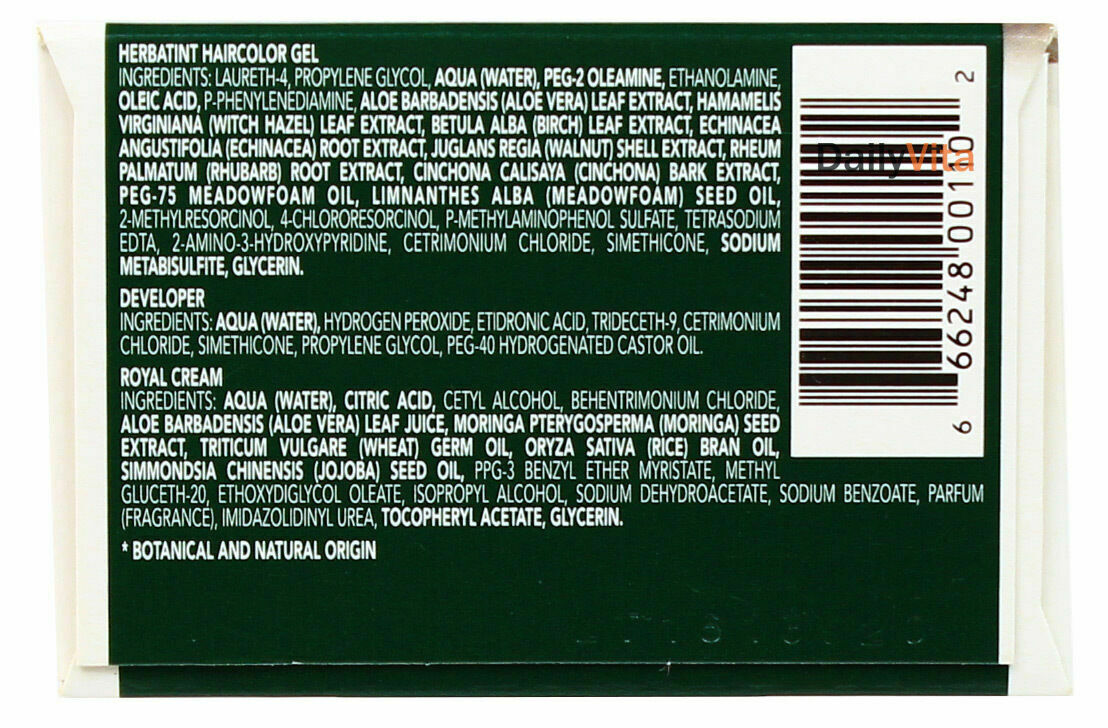 HERBATINT HAIRCOLOR GEL
INGREDIENTS: LAURETH-4, PROPYLENE GLYCOL, AQUA (WATER), PEG-2 OLEAMINE, ETHANOLAMINE,
OLEIC ACID, P-PHENYLENEDIAMINE, ALOE BARBADENSIS (ALOE VERA) LEAF EXTRACT, HAMAMELIS
VIRGINIANA (WITCH HAZEL) LEAF EXTRACT, BETULA ALBA (BIRCH) LEAF EXTRACT, ECHINACEA
ANGUSTIFOLIA (ECHINACEA) ROOT EXTRACT, JUGLANS REGIA (WALNUT) SHELL EXTRACT, RHEUM
PALMATUM (RHUBARB) ROOT EXTRACT, CINCHONA CALISAYA (CINCHONA) BARK EXTRACT,
PEG-75 MEADOWFOAM OIL, LIMNANTHES ALBA (MEADOWFOAM) SEED OIL,
2-METHYLRESORCINOL, 4-CHLORORESORCINOL, P-METHYLAMINOPHENOL SULFATE, TETRASODIUM
EDTA, 2-AMINO-3-HYDROXYPYRIDINE, CETRIMONIUM CHLORIDE, SIMETHICONE, SODIUM
METABISULFITE, GLYCERIN.
DEVELOPER
INGREDIENTS: AQUA (WATER), HYDROGEN PEROXIDE, ETIDRONIC ACID, TRIDECETH-9, CETRIMONIUM
CHLORIDE, SIMETHICONE, PROPYLENE GLYCOL, PEG-40 HYDROGENATED CASTOR OIL.
ROYAL CREAM
INGREDIENTS: AQUA (WATER), CITRIC ACID, CETYL ALCOHOL, BEHENTRIMONIUM CHLORIDE,
ALOE BARBADENSIS (ALOE VERA) LEAF JUICE, MORINGA PTERYGOSPERMA (MORINGA) SEED
EXTRACT, TRITICUM VULGARE (WHEAT) GERM OIL, ORYZA SATIVA (RICE) BRAN OIL,
SIMMONDSIA CHINENSIS (JOJOBA) SEED OIL, PPG-3 BENZYL ETHER MYRISTATE, METHYL
GLUCETH-20, ETHOXYDIGLYCOL OLEATE, ISOPROPYL ALCOHOL, SODIUM DEHYDROACETATE, SODIUM BENZOATE, PARFUM
(FRAGRANCE), IMIDAZOLIDINYL UREA, TOCOPHERYL ACETATE, GLYCERIN.
* BOTANICAL AND NATURAL ORIGIN
DailyVita
6 66248 00110 2